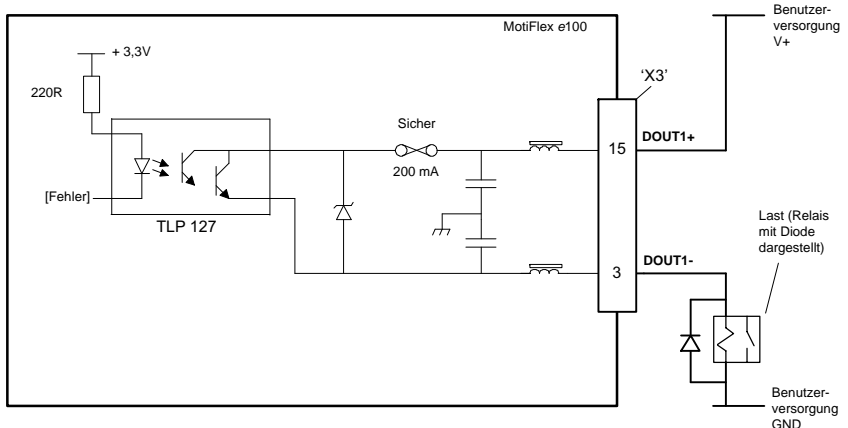 MotiFlex e100
Benutzer-
versorgung
V+
+ 3,3V
220R
'X3'
Sicher
15
DOUT1+
200 mA
[Fehler]
TLP 127
Last (Relais
mit Diode
dargestellt)
3
DOUT1-
Benutzer-
versorgung
GND